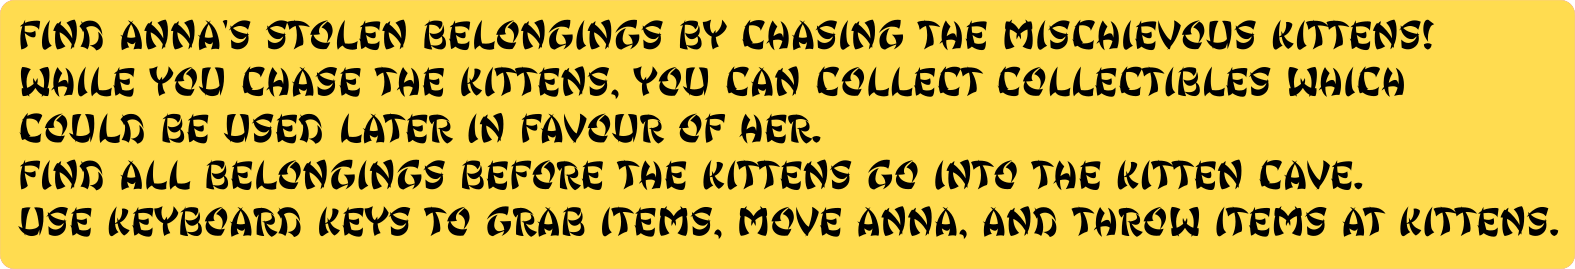 FIND ANNA'S STOLEN BELONGINGS BY CHASING THE MISCHIEVOUS KITTENS!
WHILE YOU CHASE THE KITTENS, YOU CAN COLLECT COLLECTIBLES WHICH
COULD BE USED LATER IN FAVOUR OF HER.
FIND ALL BELONGINGS BEFORE THE KITTENS GO INTO THE KITTEN CAVE.
USE KEYBOARD KEYS TO GRAB ITEMS, MOVE ANNA, AND THROW ITEMS AT KITTENS.